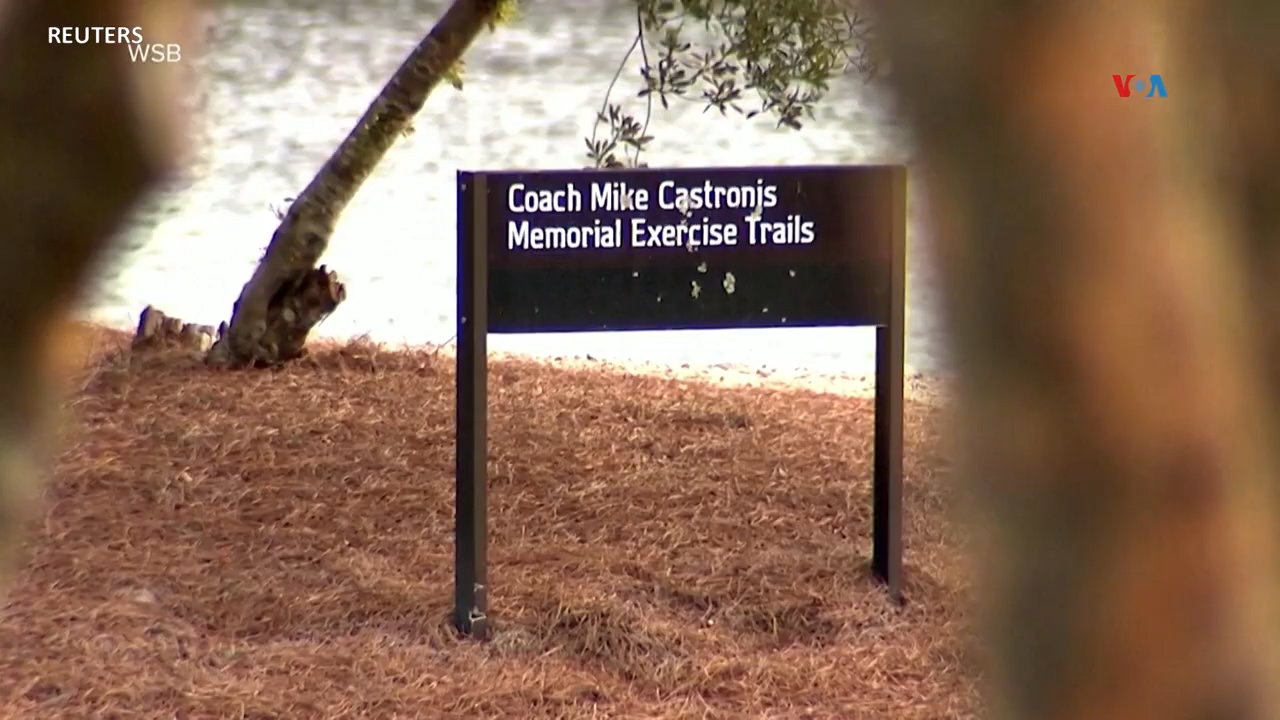 REUTERS
WSB
VOA
Coach Mike Castronis
Memorial Exercise Trails